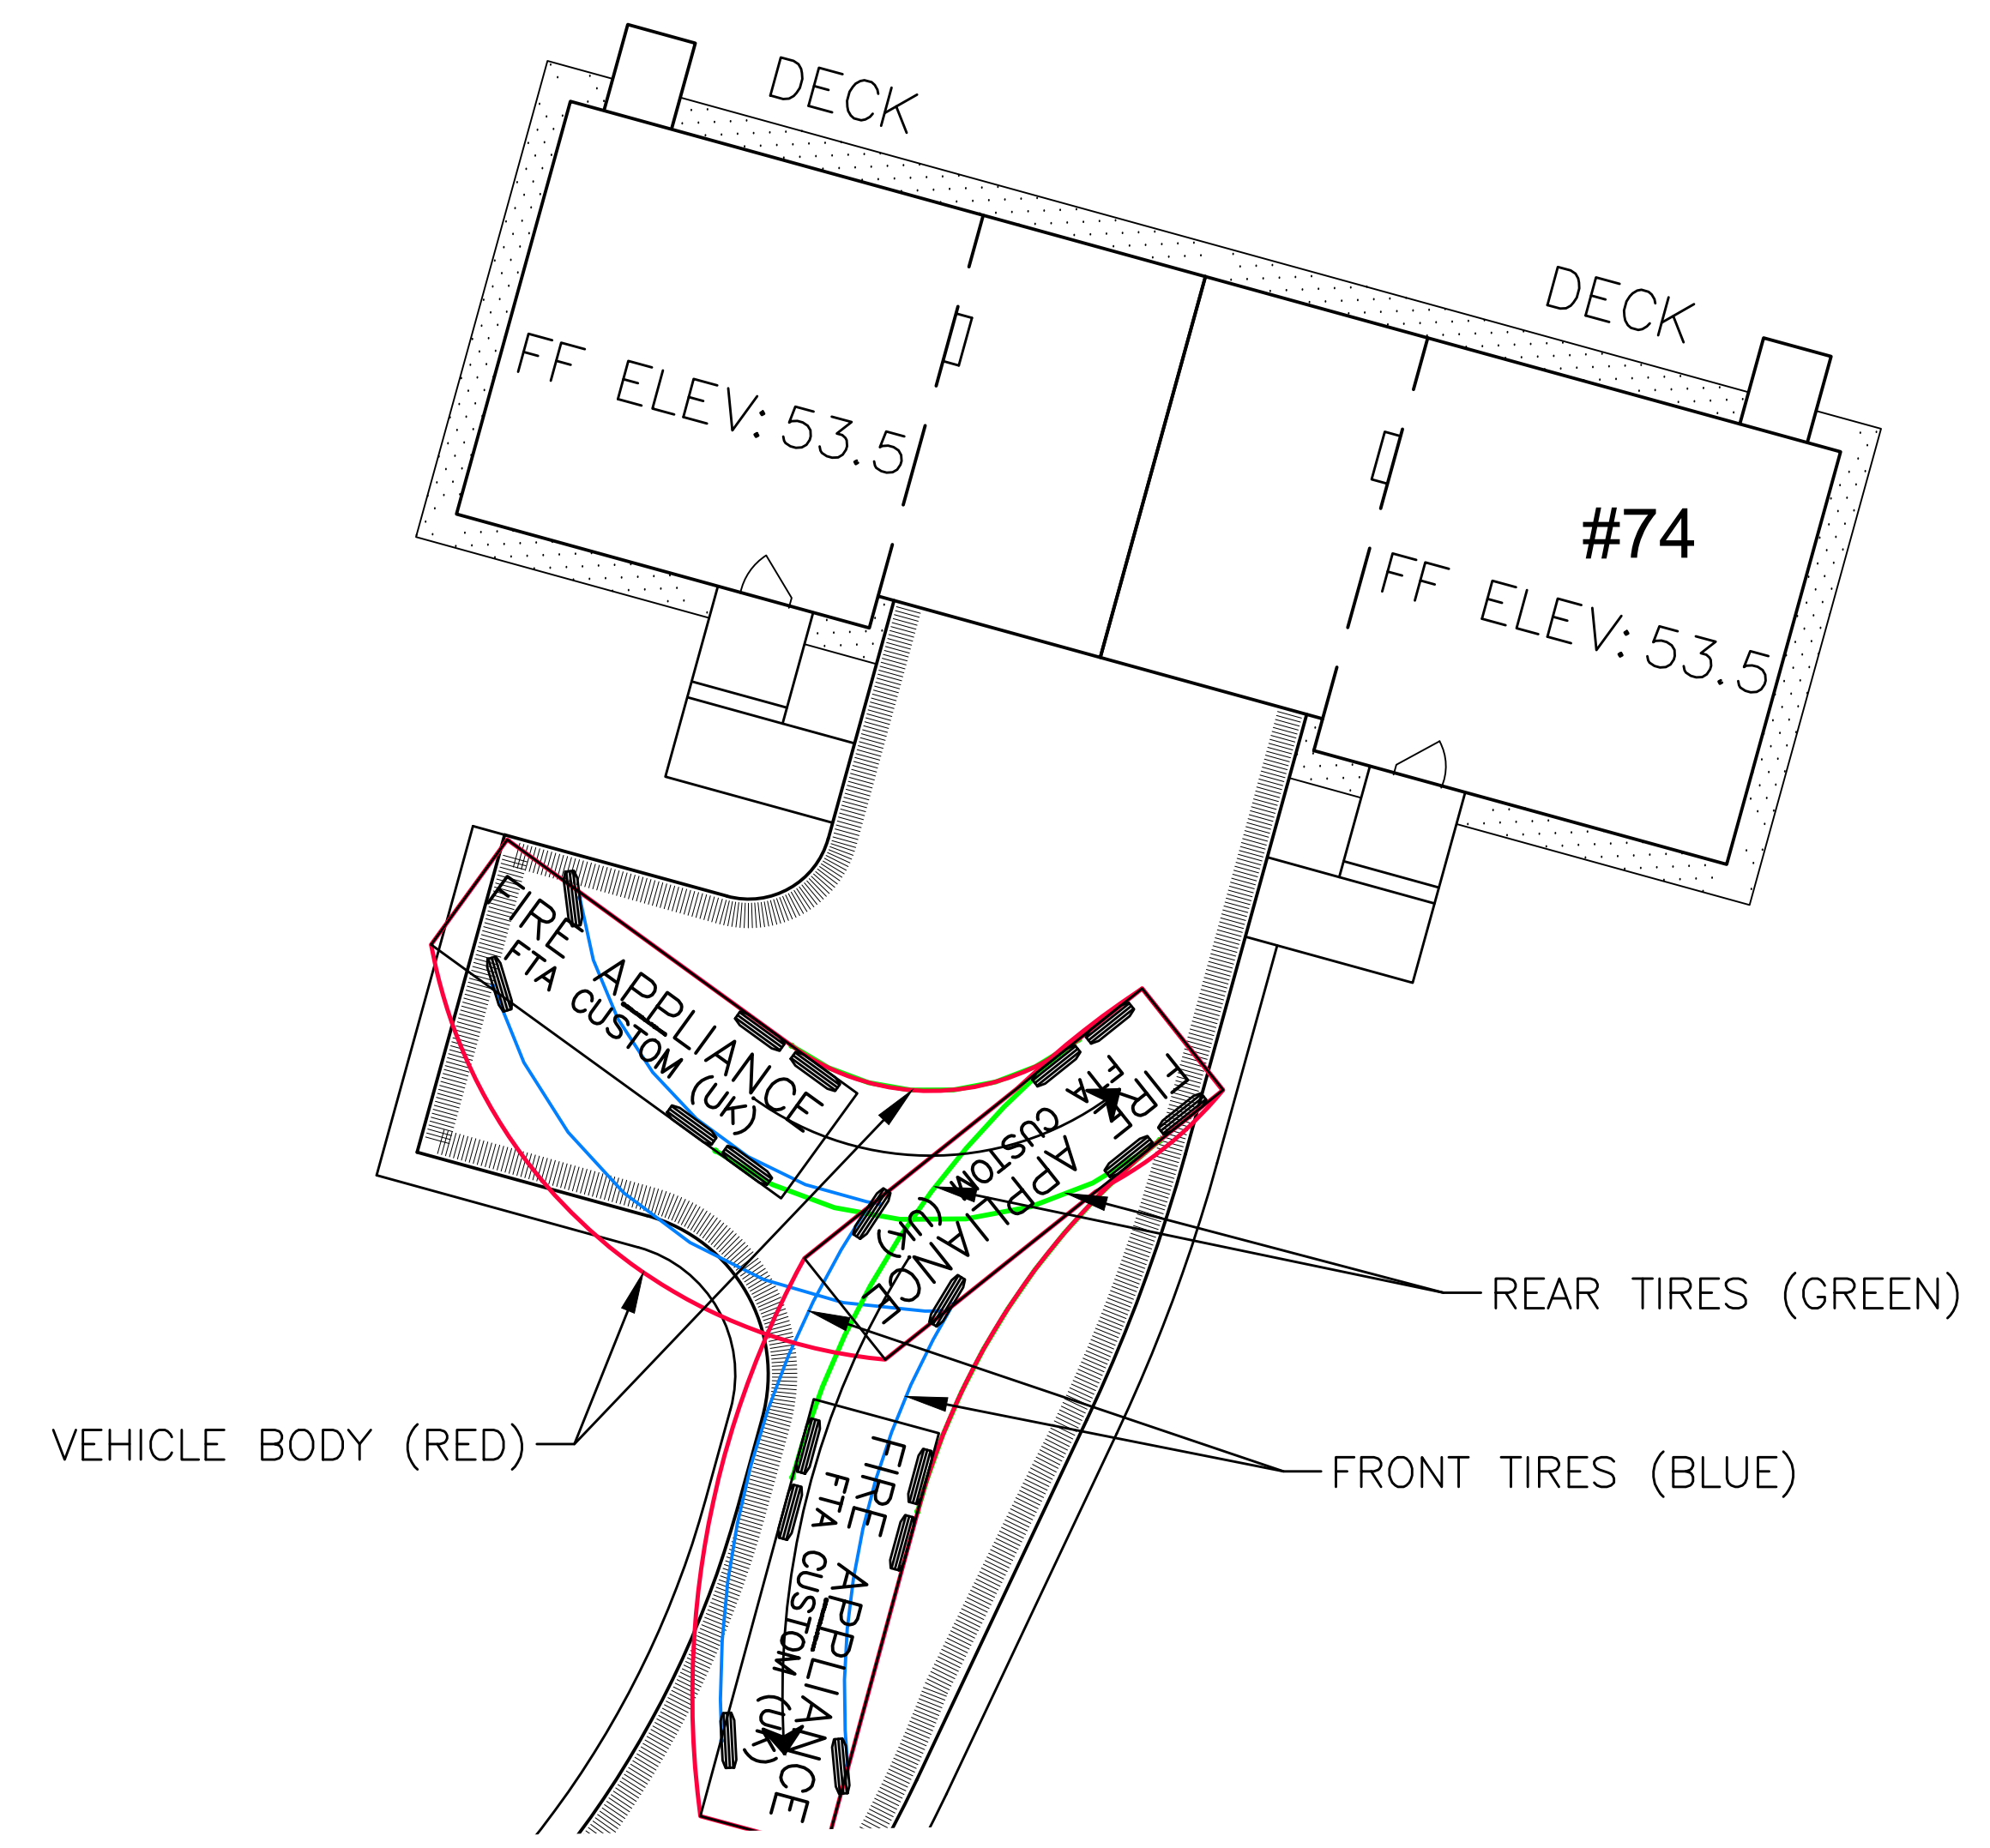 DECK
DECK
FF ELEV: 53.5
#74
FF ELEV: 53.5
FIRE APPLIANCE
FTA CUSTOM (UK)
FIRE APPLIANCE
FTA CUSTOM (UK)
REAR TIRES (GREEN)
VEHICLE BODY (RED)
FRONT TIRES (BLUE)
FIRE APPLIANCE
FTA CUSTOM (UK)